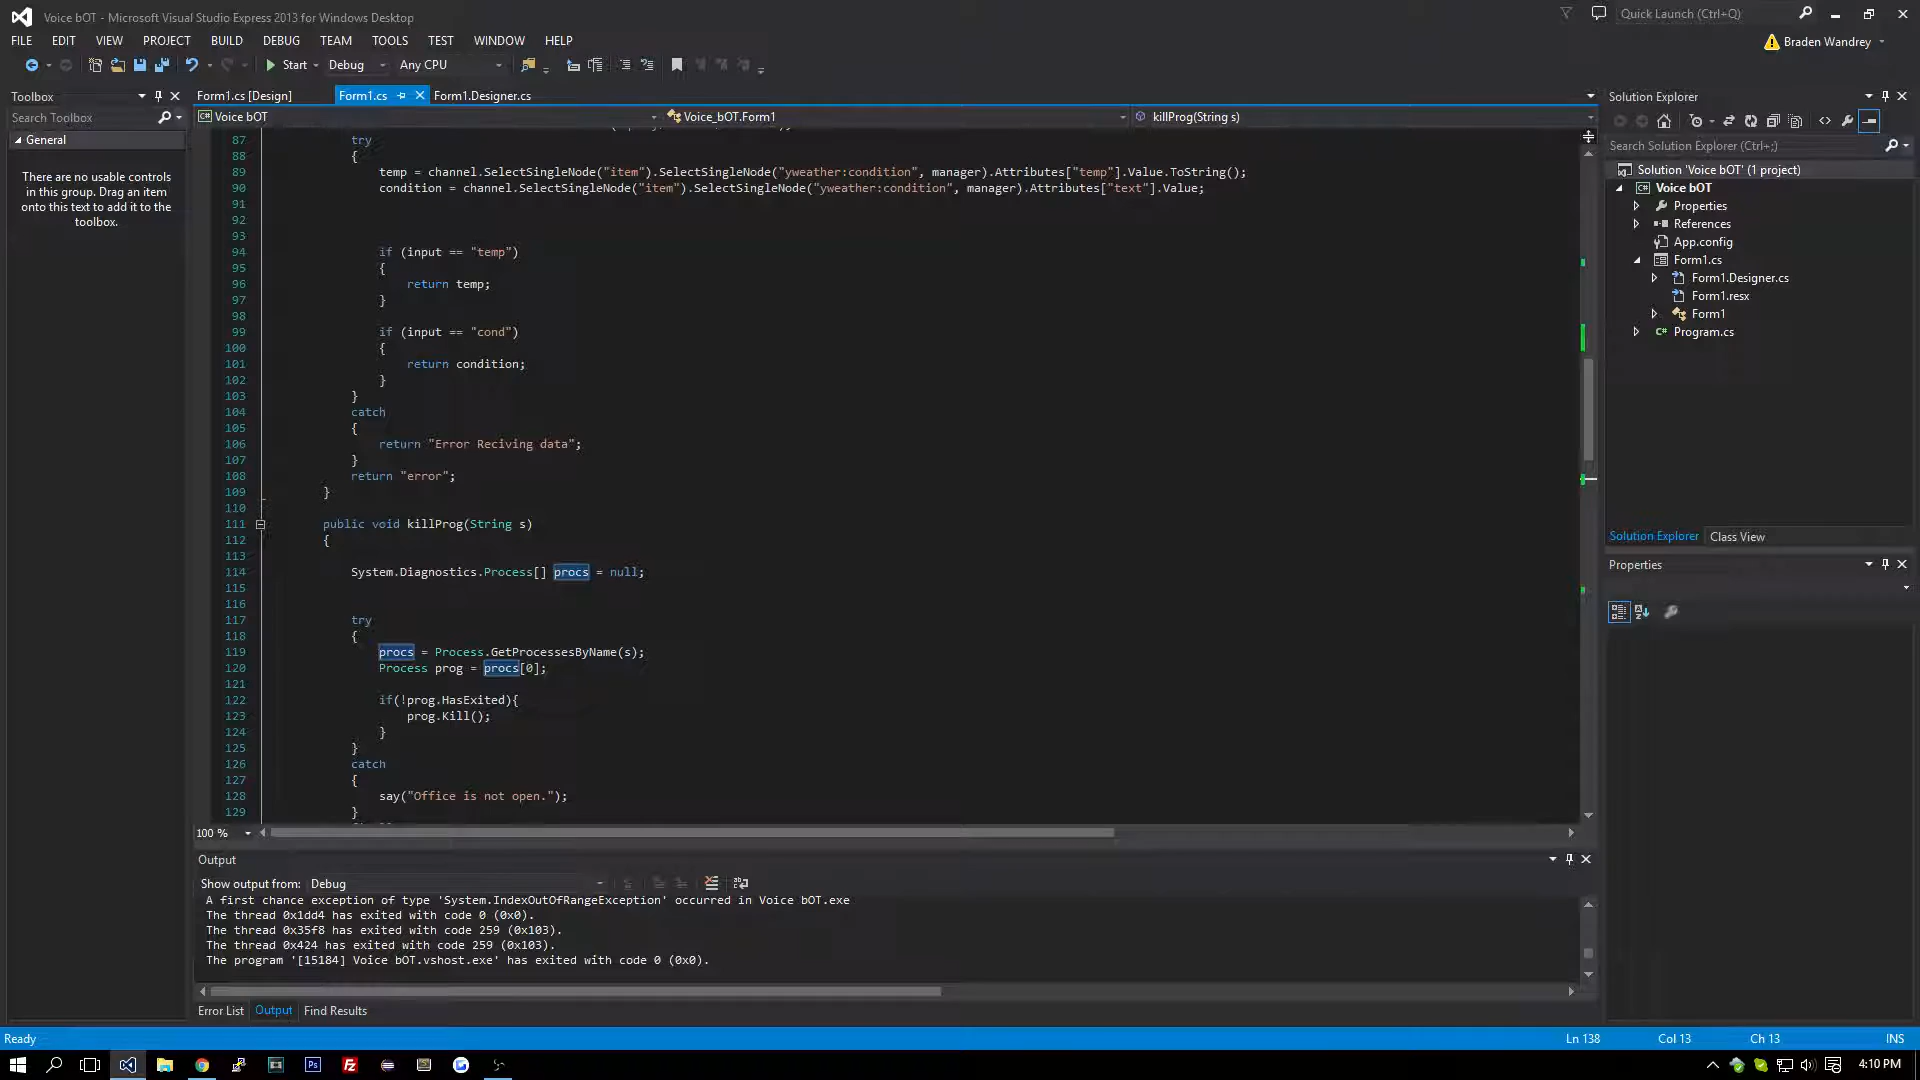 Voice bOT - Microsoft Visual Studio Express 2013 for Windows Desktop
Quick Launch (Ctrl+Q)
FILE EDIT VIEW PROJECT BUILD DEBUG TEAM TOOLS TEST WINDOW HELP
Braden Wandrey
Start Debug Any CPU
Toolbox
Search Toolbox
General
There are no usable controls
in this group. Drag an item
onto this text to add it to the
toolbox.
Form1.cs [Design] Form1.cs Form1.Designer.cs
Voice bOT Voice_bOT.Form1 killProg(String s)
87 try
88 {
89 temp = channel.SelectSingleNode("item").SelectSingleNode("yweather:condition", manager).Attributes["temp"].Value.ToString();
90 condition = channel.SelectSingleNode("item").SelectSingleNode("yweather:condition", manager).Attributes["text"].Value;
91
92
93
94 if (input == "temp")
95 {
96 return temp;
97 }
98
99 if (input == "cond")
100 {
101 return condition;
102 }
103 }
104 catch
105 {
106 return "Error Reciving data";
107 }
108 return "error";
109 }
110
111 public void killProg(String s)
112 {
113
114 System.Diagnostics.Process[] procs = null;
115
116
117 try
118 {
119 procs = Process.GetProcessesByName(s);
120 Process prog = procs[0];
121
122 if(!prog.HasExited){
123 prog.Kill();
124 }
125 }
126 catch
127 {
128 say("Office is not open.");
129 }
100 %
Output
Show output from: Debug
A first chance exception of type 'System.IndexOutOfRangeException' occurred in Voice bOT.exe
The thread 0x1dd4 has exited with code 0 (0x0).
The thread 0x35f8 has exited with code 259 (0x103).
The thread 0x424 has exited with code 259 (0x103).
The program '[15184] Voice bOT.vshost.exe' has exited with code 0 (0x0).
Error List Output Find Results
Solution Explorer
Search Solution Explorer (Ctrl+;)
Solution 'Voice bOT' (1 project)
Voice bOT
Properties
References
App.config
Form1.cs
Form1.Designer.cs
Form1.resx
Form1
Program.cs
Solution Explorer Class View
Properties
Ready Ln 138 Col 13 Ch 13 INS
4:10 PM